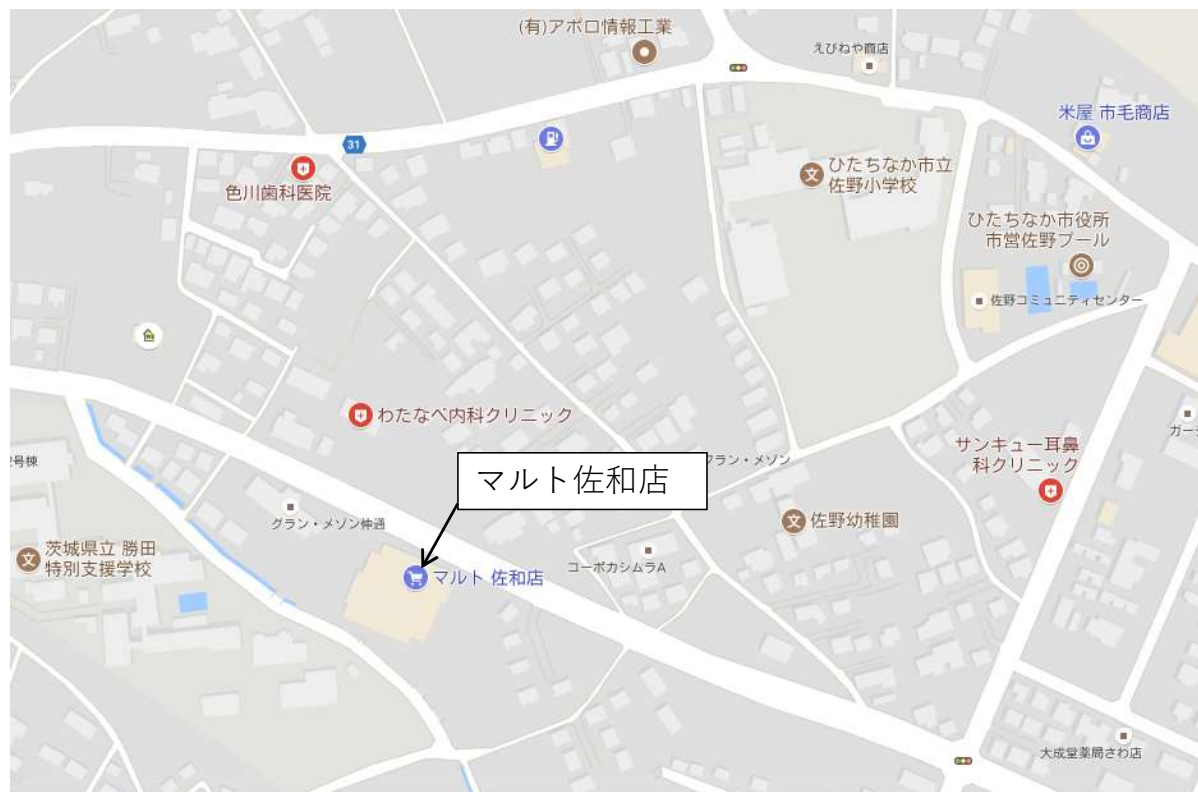 (有)アポロ情報工業
えびねや商店
米屋 市毛商店
31
色川歯科医院
ひたちなか市立
佐野小学校
ひたちなか市役所
市営佐野プール
佐野コミュニティセンター
わたなべ内科クリニック
サンキュー耳鼻
科クリニック
号棟
マルト佐和店
グラン・メゾン仲通
佐野幼稚園
茨城県立 勝田
特別支援学校
マルト 佐和店
コーポカシムラA
大成堂薬局さわ店